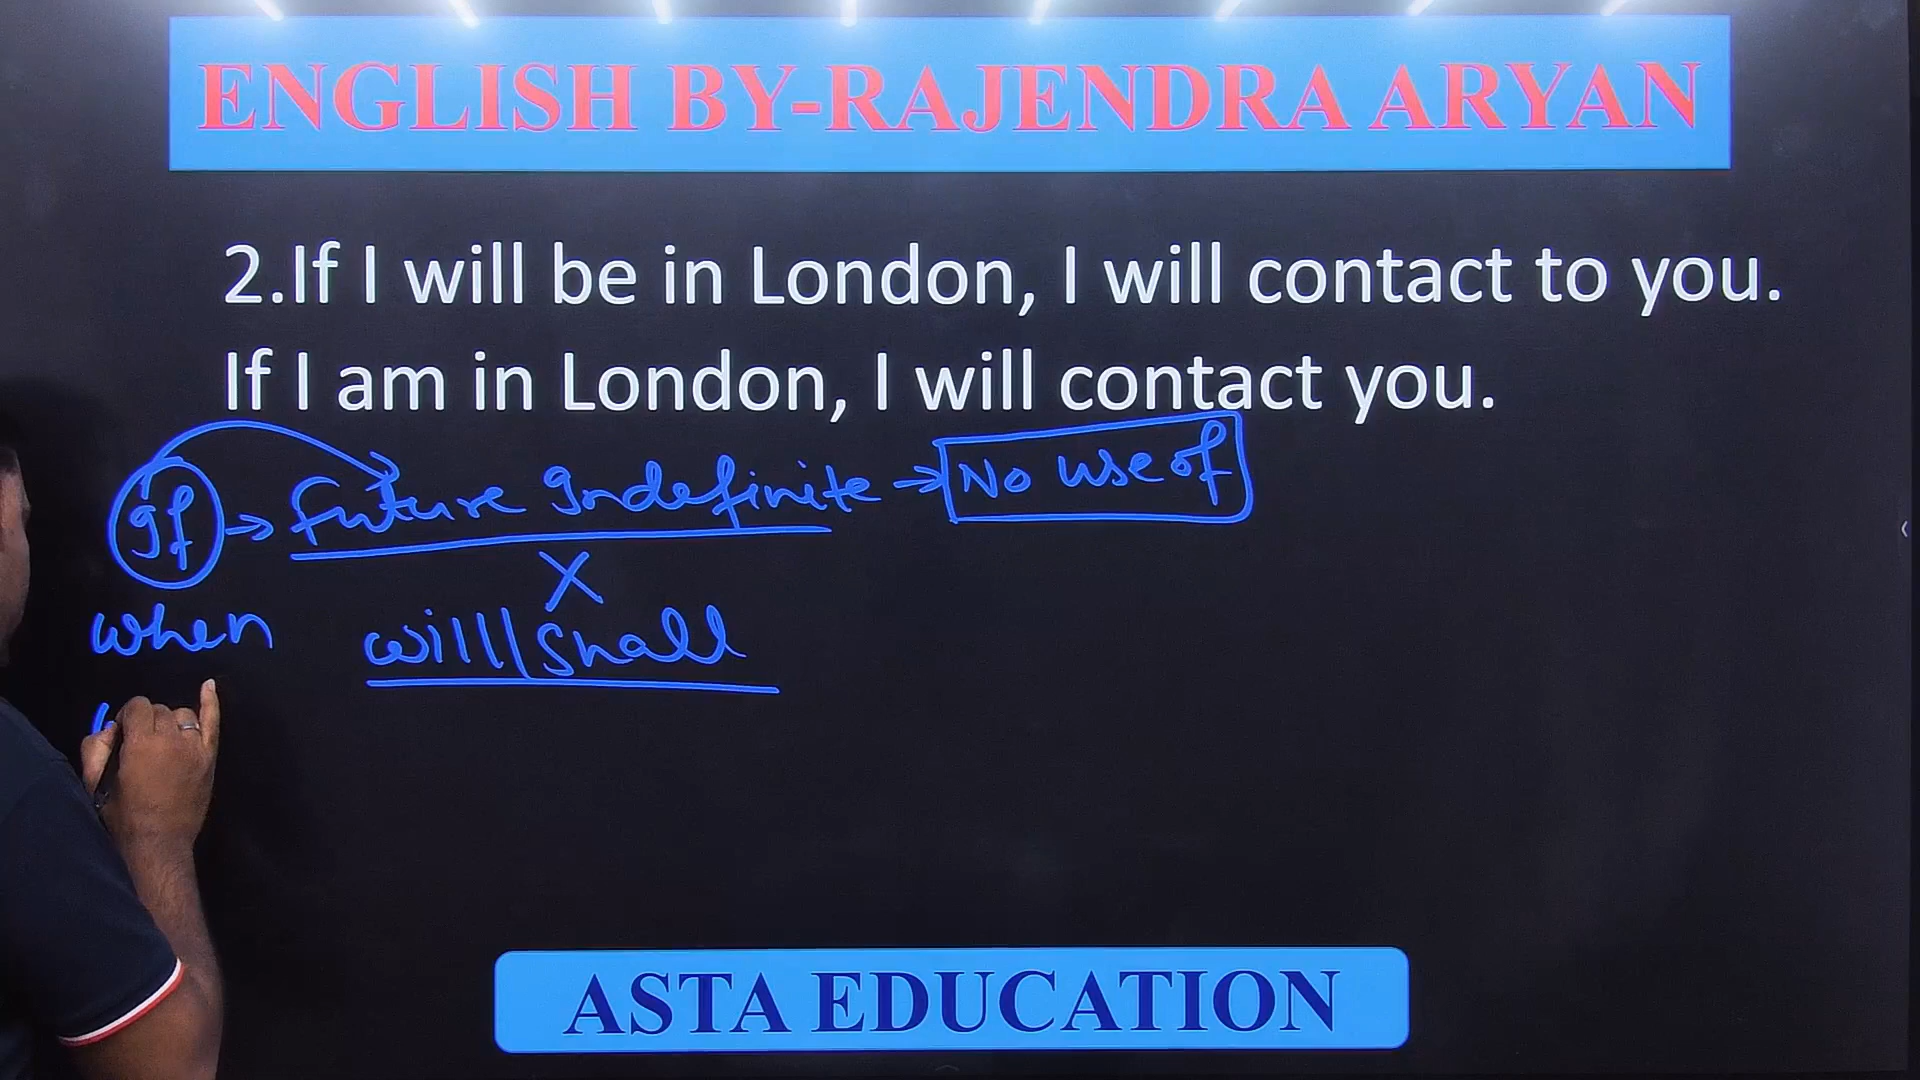 ENGLISH BY-RAJENDRA ARYAN
2.If I will be in London, I will contact to you.
If I am in London, I will contact you.
If → Future Indefinite → No use of
X
when will/shall
ASTA EDUCATION